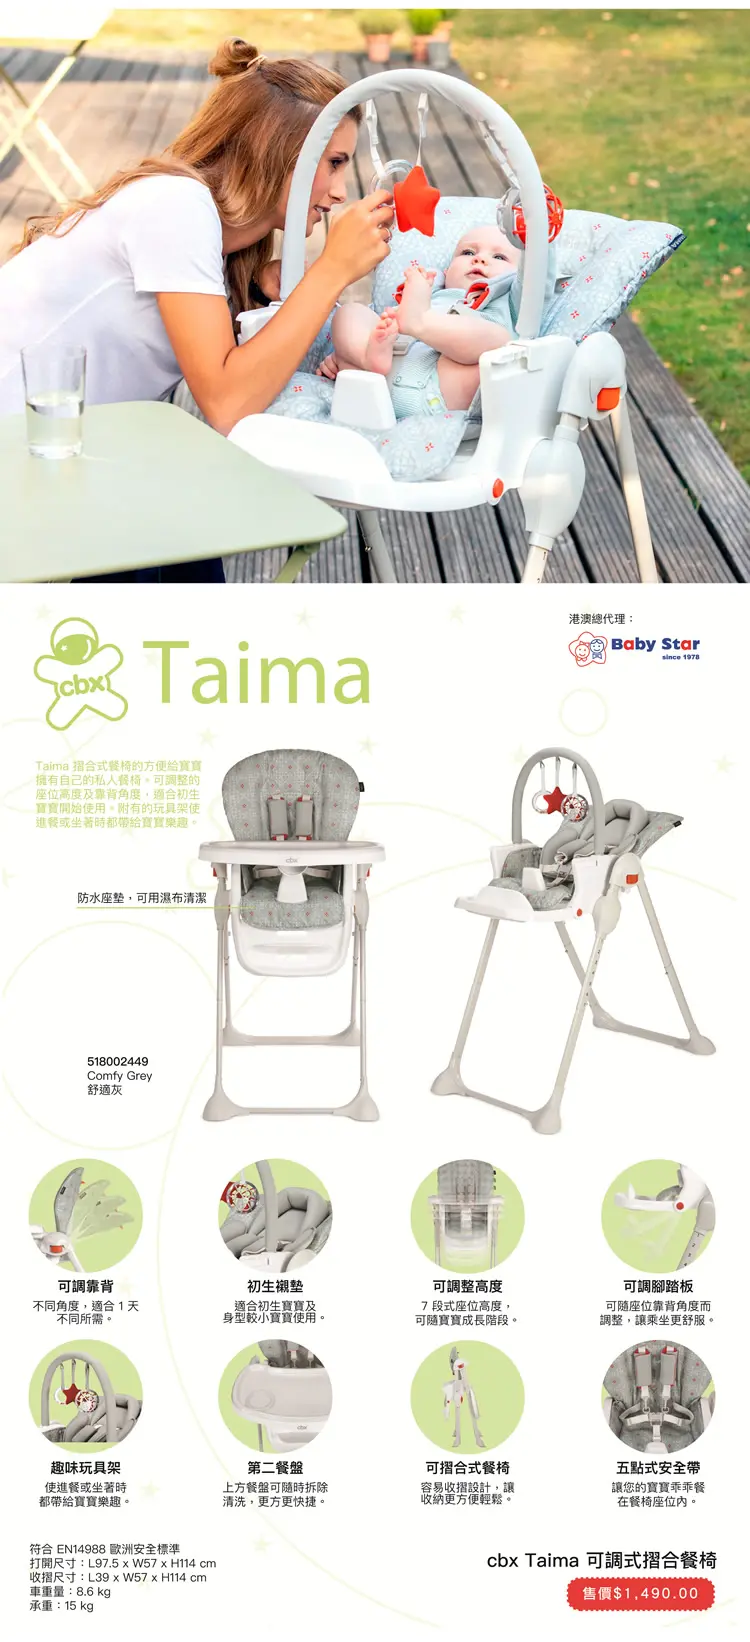 港澳總代理：
Baby Star
since 1978
cbx
Taima
Taima 摺合式餐椅的方便給寶寶
擁有自己的私人餐椅。可調整的
座位高度及靠背角度，適合初生
寶寶開始使用。附有的玩具架使
進餐或坐著時都帶給寶寶樂趣。
cbx
防水座墊，可用濕布清潔
518002449
Comfy Grey
舒適灰
可調靠背
不同角度，適合 1 天
不同所需。
初生襯墊
適合初生寶寶及
身型較小寶寶使用。
可調整高度
7 段式座位高度，
可隨寶寶成長階段。
可調腳踏板
可隨座位靠背角度而
調整，讓乘坐更舒服。
趣味玩具架
使進餐或坐著時
都帶給寶寶樂趣。
第二餐盤
上方餐盤可隨時拆除
清洗，更方更快捷。
可摺合式餐椅
容易收摺設計，讓
收納更方便輕鬆。
五點式安全帶
讓您的寶寶乖乖餐
在餐椅座位內。
符合 EN14988 歐洲安全標準
打開尺寸：L97.5 x W57 x H114 cm
收摺尺寸：L39 x W57 x H114 cm
車重量：8.6 kg
承重：15 kg
cbx Taima 可調式摺合餐椅
售價$1,490.00